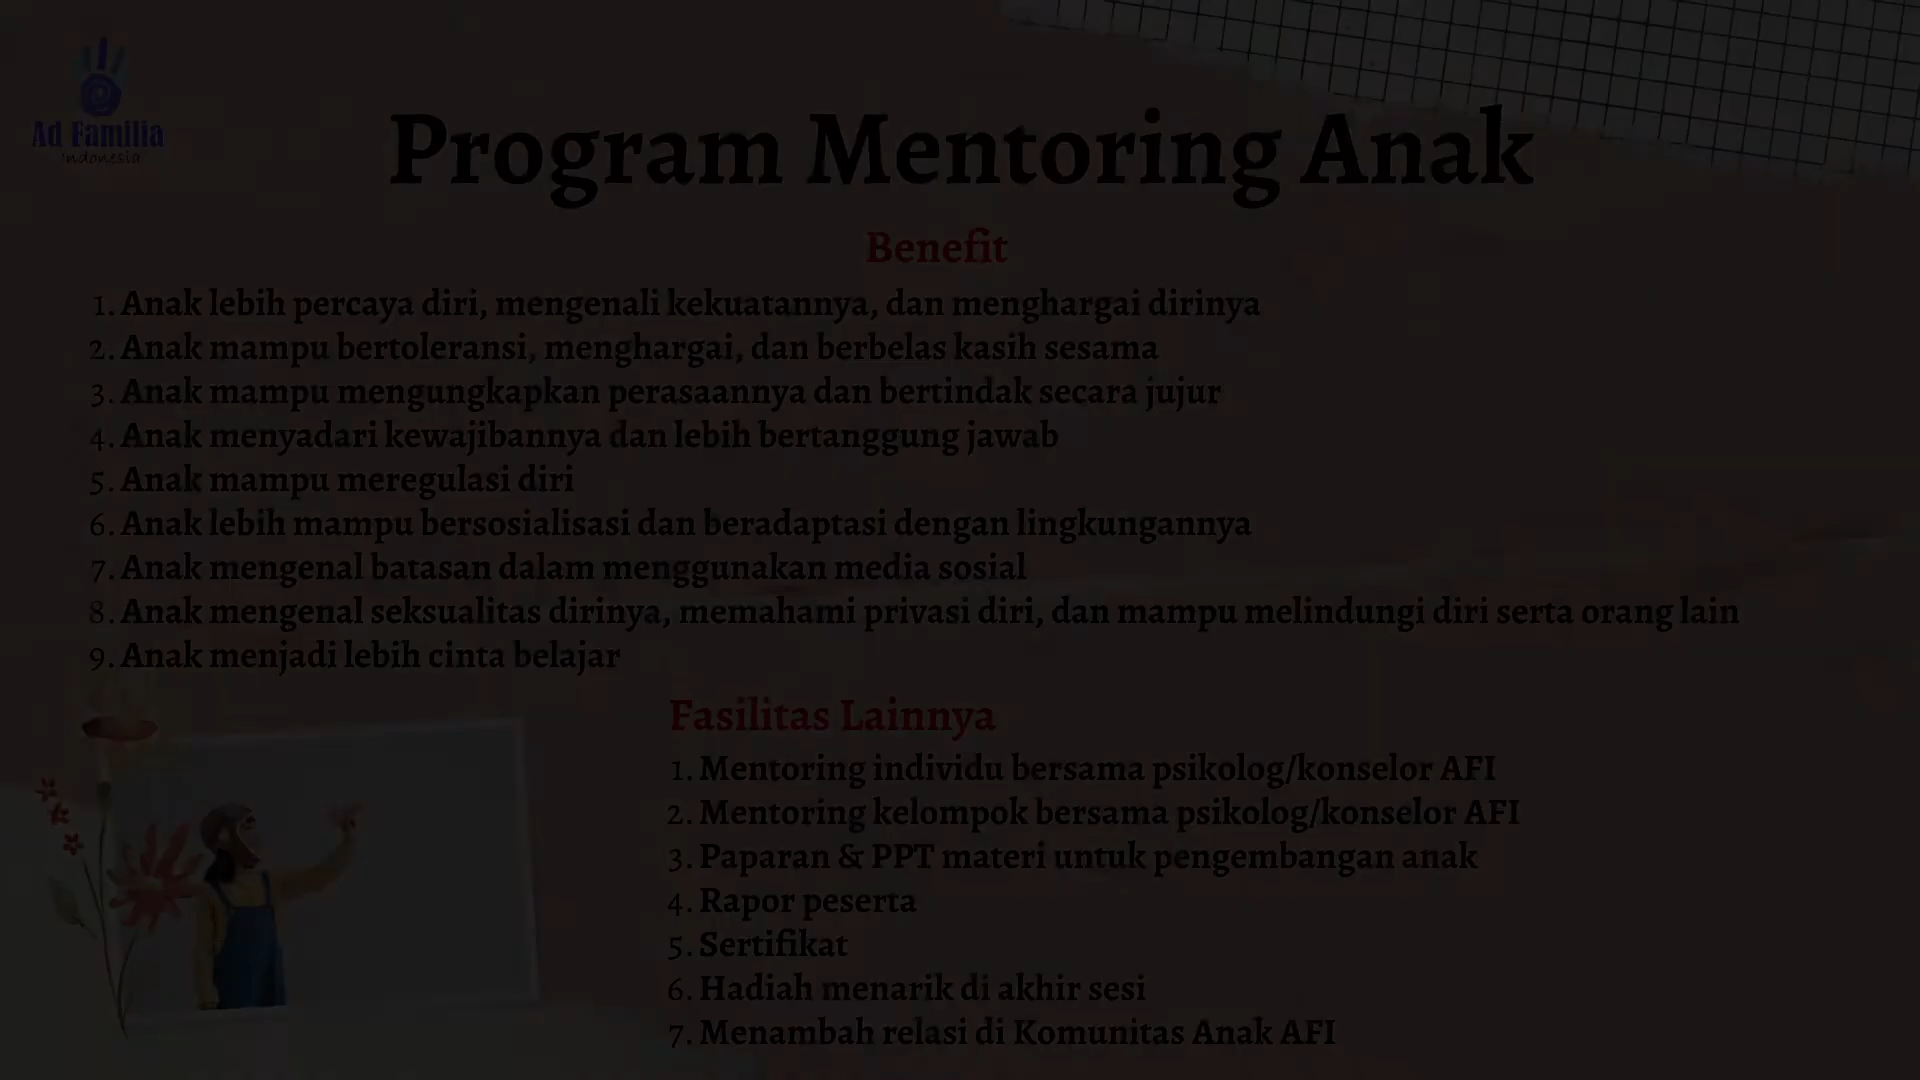 Ad Familia
Indonesia
Program Mentoring Anak
Benefit
1. Anak lebih percaya diri, mengenali kekuatannya, dan menghargai dirinya
2. Anak mampu bertoleransi, menghargai, dan berbelas kasih sesama
3. Anak mampu mengungkapkan perasaannya dan bertindak secara jujur
4. Anak menyadari kewajibannya dan lebih bertanggung jawab
5. Anak mampu meregulasi diri
6. Anak lebih mampu bersosialisasi dan beradaptasi dengan lingkungannya
7. Anak mengenal batasan dalam menggunakan media sosial
8. Anak mengenal seksualitas dirinya, memahami privasi diri, dan mampu melindungi diri serta orang lain
9. Anak menjadi lebih cinta belajar
Fasilitas Lainnya
1. Mentoring individu bersama psikolog/konselor AFI
2. Mentoring kelompok bersama psikolog/konselor AFI
3. Paparan & PPT materi untuk pengembangan anak
4. Rapor peserta
5. Sertifikat
6. Hadiah menarik di akhir sesi
7. Menambah relasi di Komunitas Anak AFI